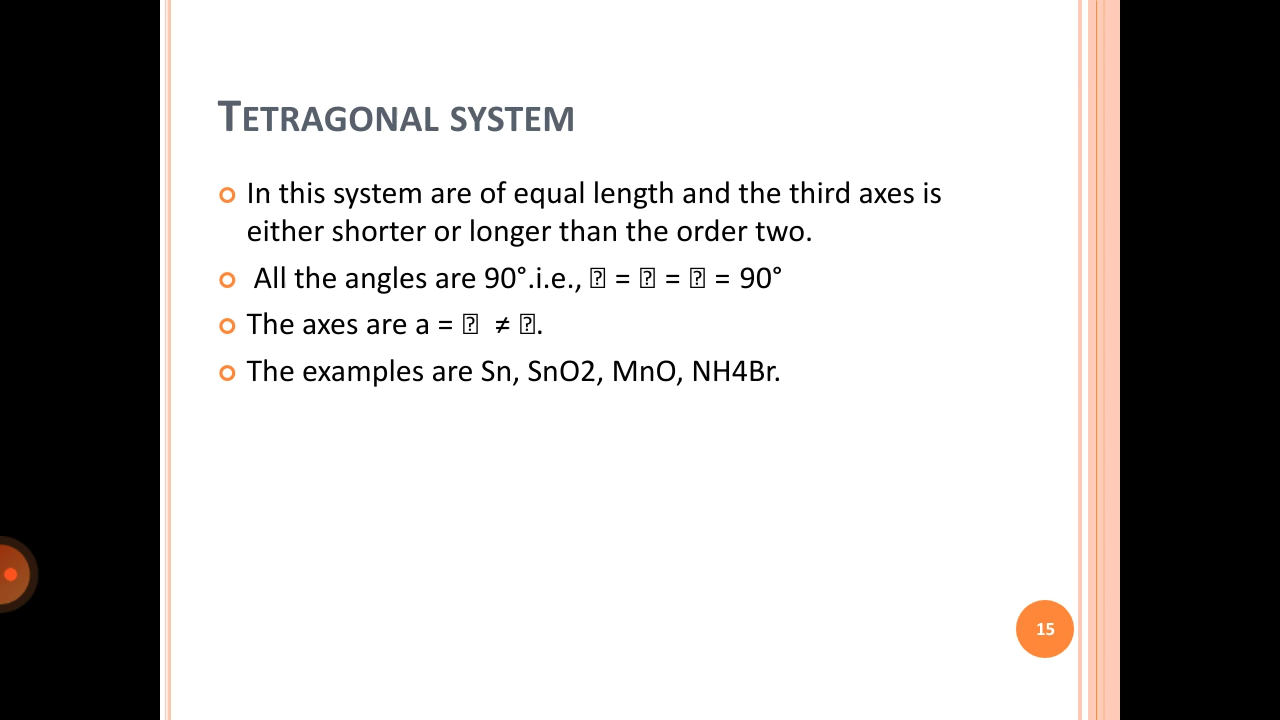 TETRAGONAL SYSTEM
In this system are of equal length and the third axes is
either shorter or longer than the order two.
All the angles are 90°.i.e., = = = 90°
The axes are a = ≠ .
The examples are Sn, SnO2, MnO, NH4Br.
15